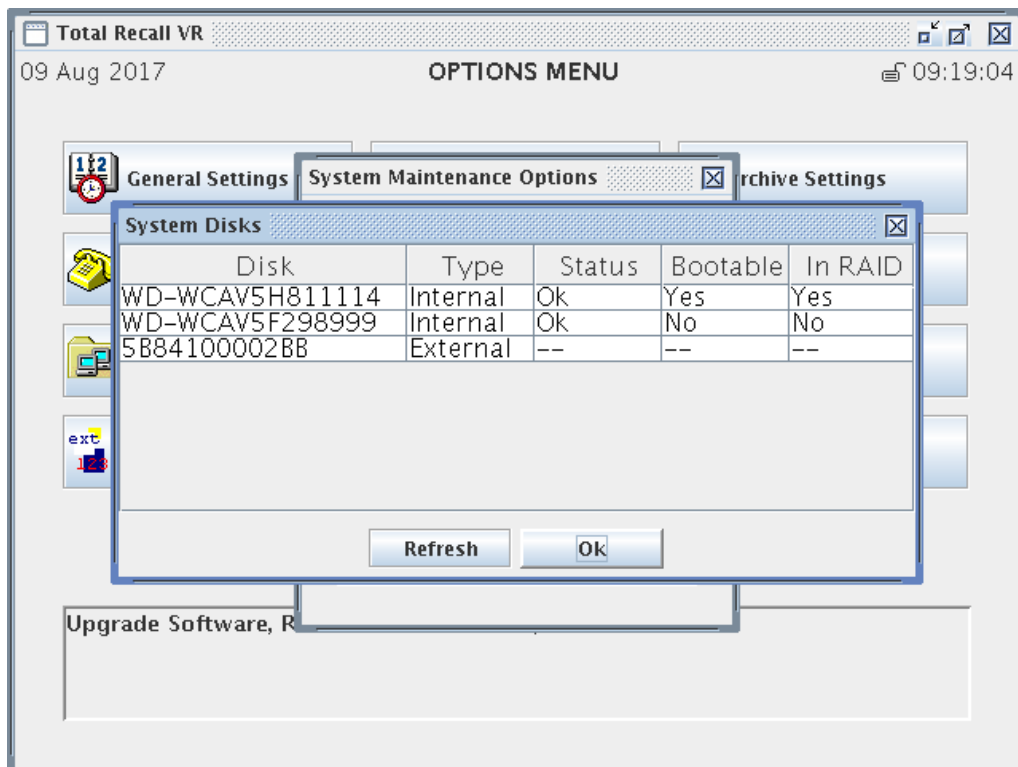 Total Recall VR
09 Aug 2017 OPTIONS MENU 09:19:04
General Settings
System Maintenance Options
rchive Settings
System Disks
Disk Type Status Bootable In RAID
WD-WCAV5H811114 Internal Ok Yes Yes
WD-WCAV5F298999 Internal Ok No No
5B84100002BB External -- -- --
ext
123
Refresh Ok
Upgrade Software, R